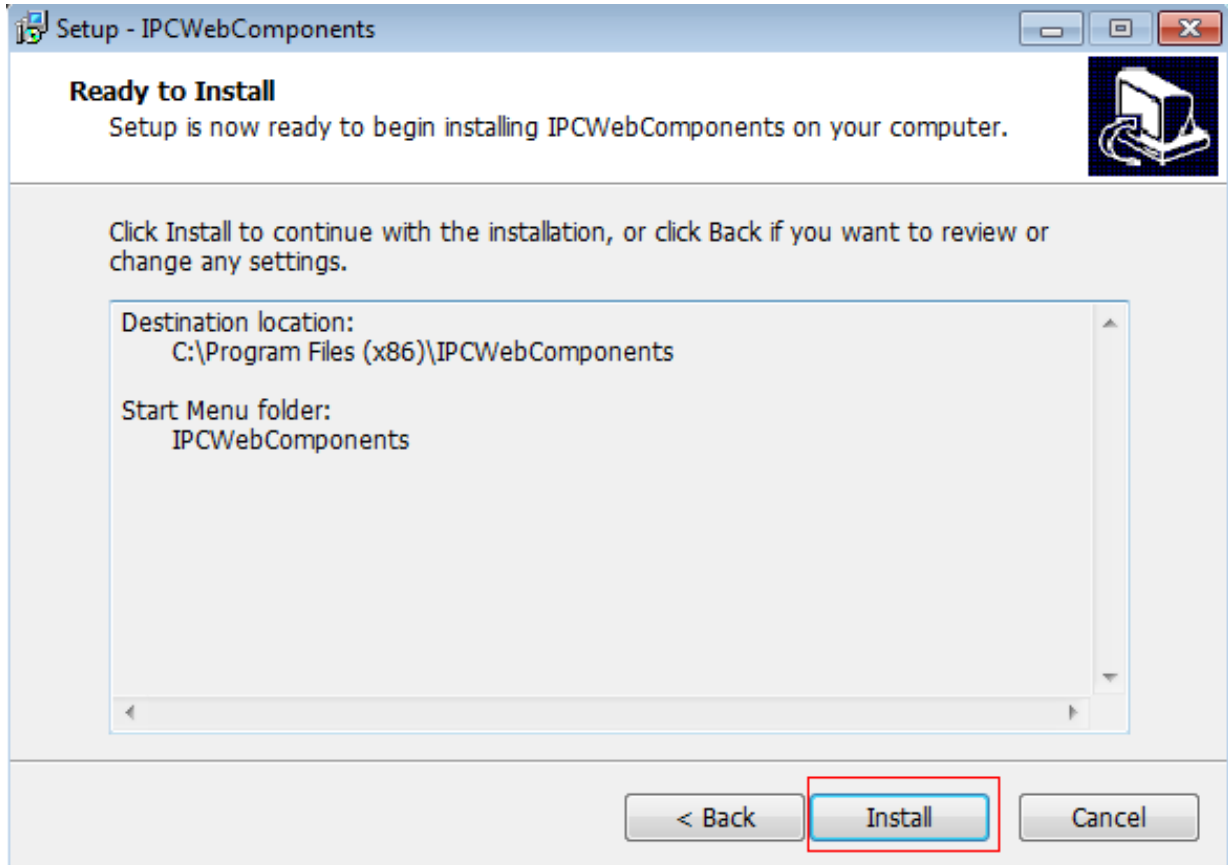 Setup - IPCWebComponents
Ready to Install
Setup is now ready to begin installing IPCWebComponents on your computer.
Click Install to continue with the installation, or click Back if you want to review or
change any settings.
Destination location:
C:\Program Files (x86)\IPCWebComponents
Start Menu folder:
IPCWebComponents
< Back
Install
Cancel